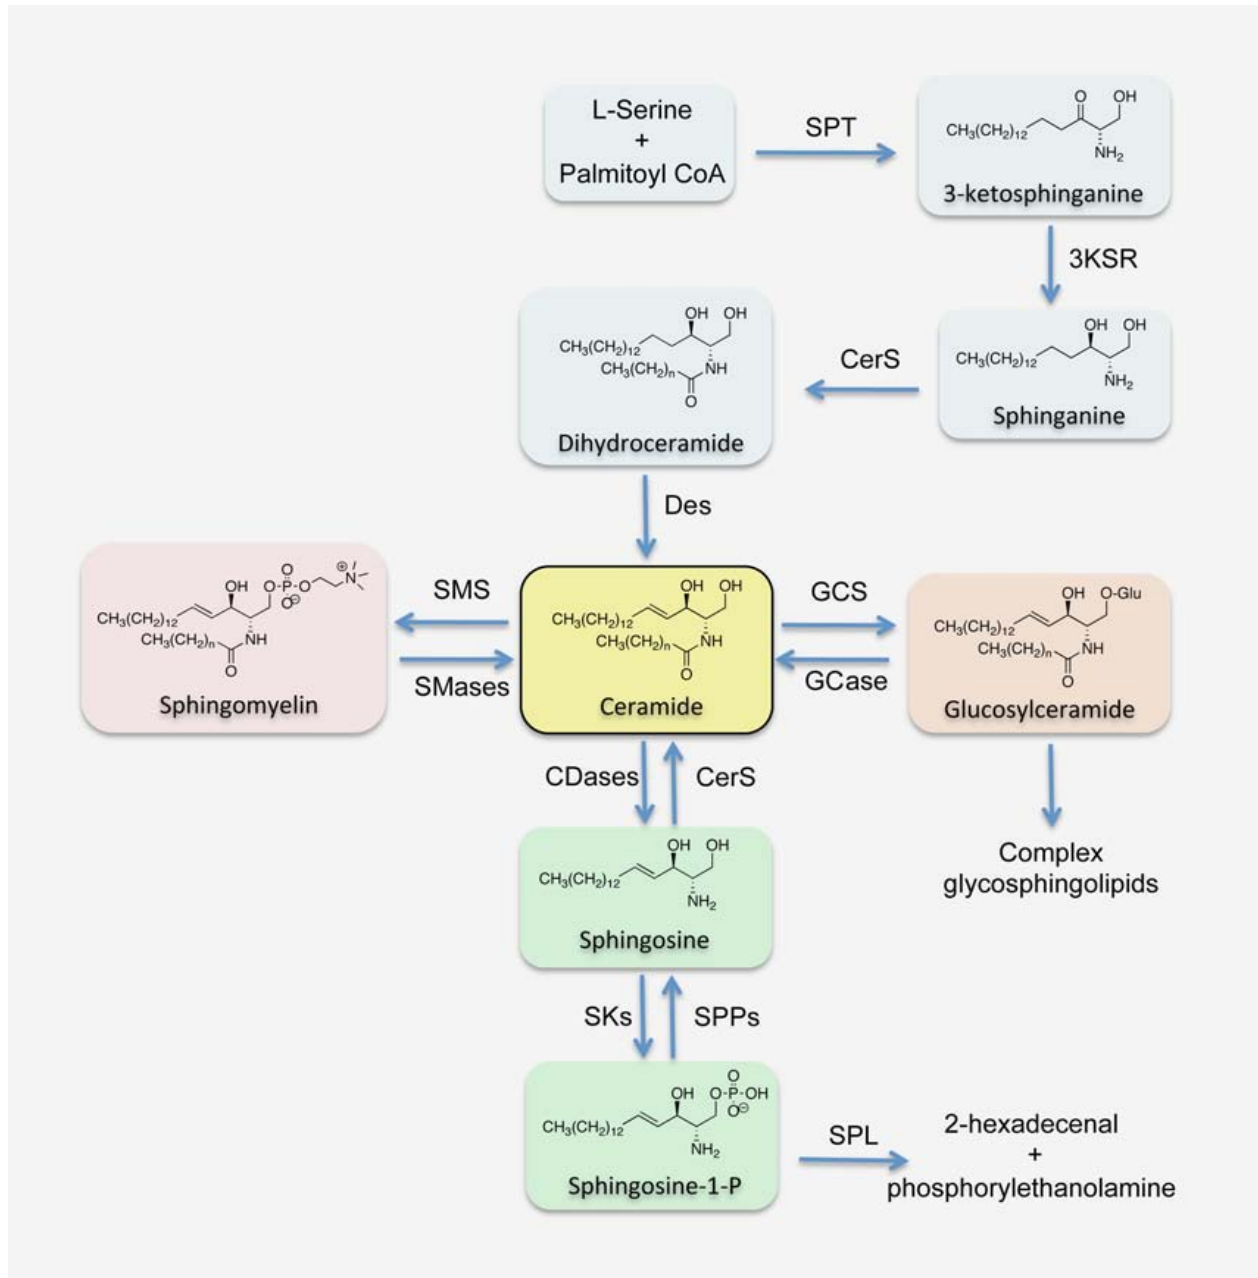 L-Serine
+
Palmitoyl CoA
SPT
O OH
CH3(CH2)12
NH2
3-ketosphinganine
3KSR
OH OH
CH3(CH2)12
NH2
Sphinganine
CerS
OH OH
CH3(CH2)12
CH3(CH2)n NH
O
Dihydroceramide
Des
OH O-P-O N
O
O⊖
⊕
CH3(CH2)12
CH3(CH2)n NH
O
Sphingomyelin
SMS
SMases
OH OH
CH3(CH2)12
CH3(CH2)n NH
O
Ceramide
GCS
GCase
OH O-Glu
CH3(CH2)12
CH3(CH2)n NH
O
Glucosylceramide
Complex
glycosphingolipids
CDases
CerS
OH OH
CH3(CH2)12
NH2
Sphingosine
SKs
SPPs
O
OH O-P-OH
O⊖
CH3(CH2)12
NH2
Sphingosine-1-P
SPL
2-hexadecenal
+
phosphorylethanolamine